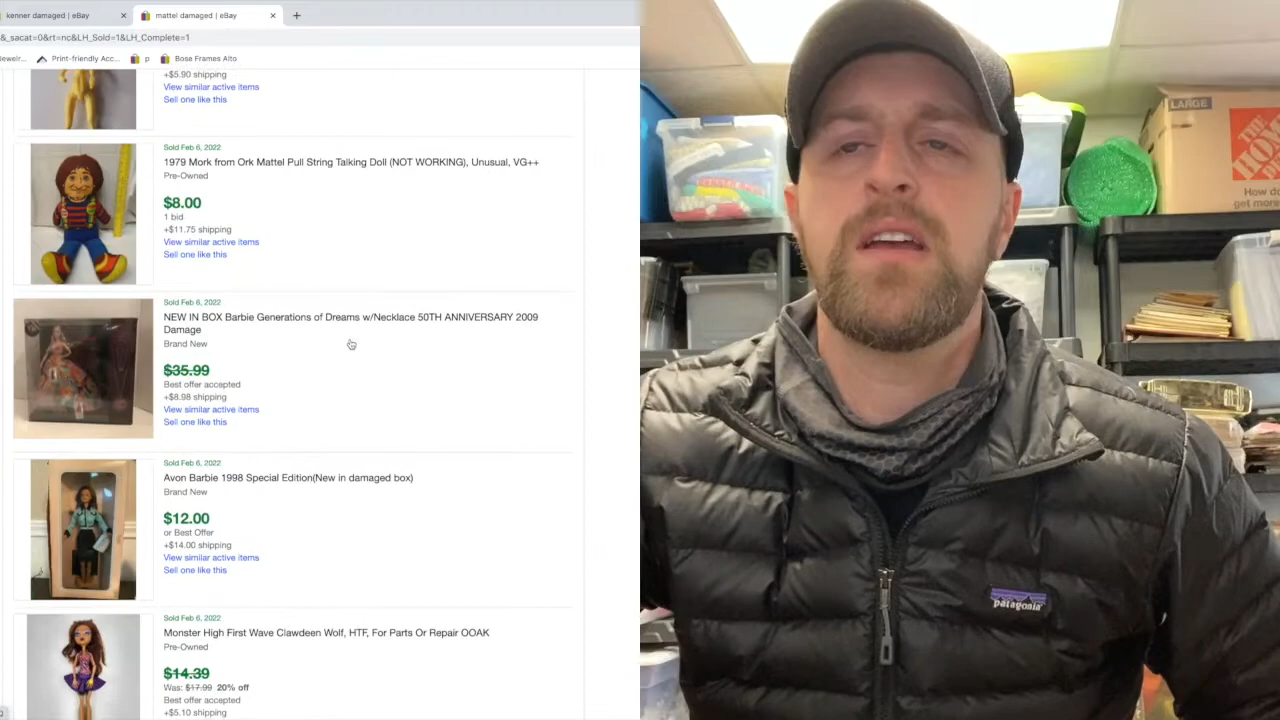 kenner damaged | eBay
mattel damaged | eBay
&_sacat=0&rt=nc&LH_Sold=1&LH_Complete=1
Print-friendly Acc...
p
Bose Frames Alto
+$5.90 shipping
View similar active items
Sell one like this
Sold Feb 6, 2022
1979 Mork from Ork Mattel Pull String Talking Doll (NOT WORKING), Unusual, VG++
Pre-Owned
$8.00
1 bid
+$11.75 shipping
View similar active items
Sell one like this
Sold Feb 6, 2022
NEW IN BOX Barbie Generations of Dreams w/Necklace 50TH ANNIVERSARY 2009
Damage
Brand New
$35.99
Best offer accepted
+$8.98 shipping
View similar active items
Sell one like this
Sold Feb 6, 2022
Avon Barbie 1998 Special Edition(New in damaged box)
Brand New
$12.00
or Best Offer
+$14.00 shipping
View similar active items
Sell one like this
Sold Feb 6, 2022
Monster High First Wave Clawdeen Wolf, HTF, For Parts Or Repair OOAK
Pre-Owned
$14.39
Was: $17.99 20% off
Best offer accepted
+$5.10 shipping
LARGE
THE
HOM
How do
get more
patagonia